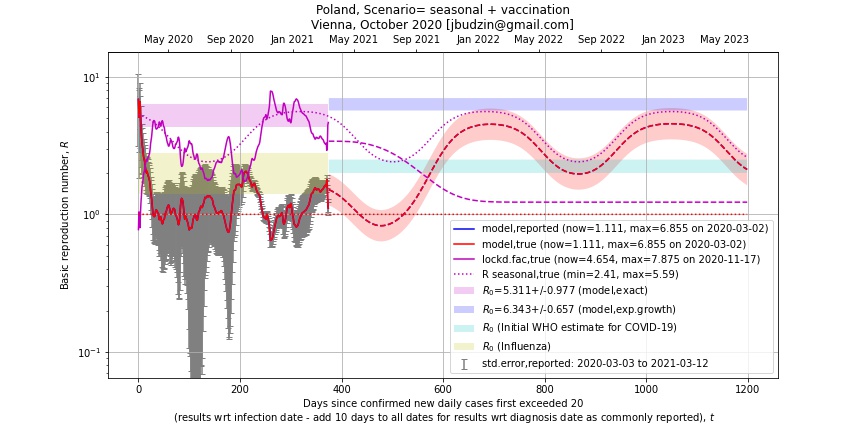 Poland, Scenario= seasonal + vaccination
Vienna, October 2020 [jbudzin@gmail.com]
May 2020 Sep 2020 Jan 2021 May 2021 Sep 2021 Jan 2022 May 2022 Sep 2022 Jan 2023 May 2023
10¹
10⁰
10⁻¹
Basic reproduction number, R
model,reported (now=1.111, max=6.855 on 2020-03-02)
model,true (now=1.111, max=6.855 on 2020-03-02)
lockd.fac,true (now=4.654, max=7.875 on 2020-11-17)
R seasonal,true (min=2.41, max=5.59)
R₀=5.311+/-0.977 (model,exact)
R₀=6.343+/-0.657 (model,exp.growth)
R₀ (Initial WHO estimate for COVID-19)
R₀ (Influenza)
std.error,reported: 2020-03-03 to 2021-03-12
0 200 400 600 800 1000 1200
Days since confirmed new daily cases first exceeded 20
(results wrt infection date - add 10 days to all dates for results wrt diagnosis date as commonly reported), t